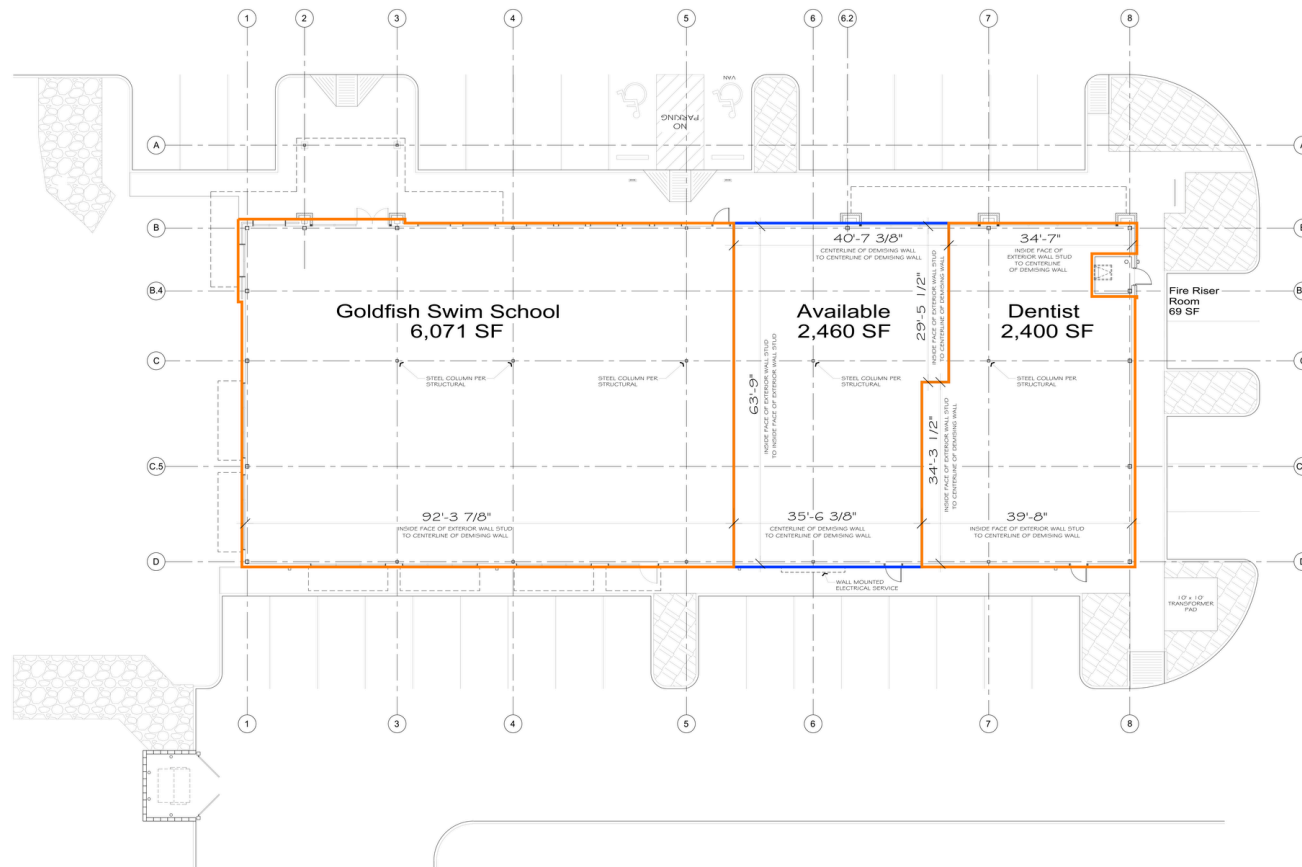 1
2
3
4
5
6
6.2
7
8
VAN
NO
PARKING
A
A
B
40'-7 3/8"
CENTERLINE OF DEMISING WALL
TO CENTERLINE OF DEMISING WALL
34'-7"
INSIDE FACE OF
EXTERIOR WALL STUD
TO CENTERLINE
OF DEMISING WALL
B.4
Fire Riser
Room
69 SF
Goldfish Swim School
6,071 SF
Available
2,460 SF
29'-5 1/2"
INSIDE FACE OF EXTERIOR WALL STUD
TO CENTERLINE OF DEMISING WALL
Dentist
2,400 SF
C
STEEL COLUMN PER
STRUCTURAL
STEEL COLUMN PER
STRUCTURAL
STEEL COLUMN PER
STRUCTURAL
STEEL COLUMN PER
STRUCTURAL
63'-9"
INSIDE FACE OF EXTERIOR WALL STUD
TO INSIDE FACE OF EXTERIOR WALL STUD
34'-3 1/2"
INSIDE FACE OF EXTERIOR WALL STUD
TO CENTERLINE OF DEMISING WALL
C.5
92'-3 7/8"
INSIDE FACE OF EXTERIOR WALL STUD
TO CENTERLINE OF DEMISING WALL
35'-6 3/8"
CENTERLINE OF DEMISING WALL
TO CENTERLINE OF DEMISING WALL
39'-8"
INSIDE FACE OF EXTERIOR WALL STUD
TO CENTERLINE OF DEMISING WALL
D
WALL MOUNTED
ELECTRICAL SERVICE
10' x 10'
TRANSFORMER
PAD
1
3
4
5
6
7
8